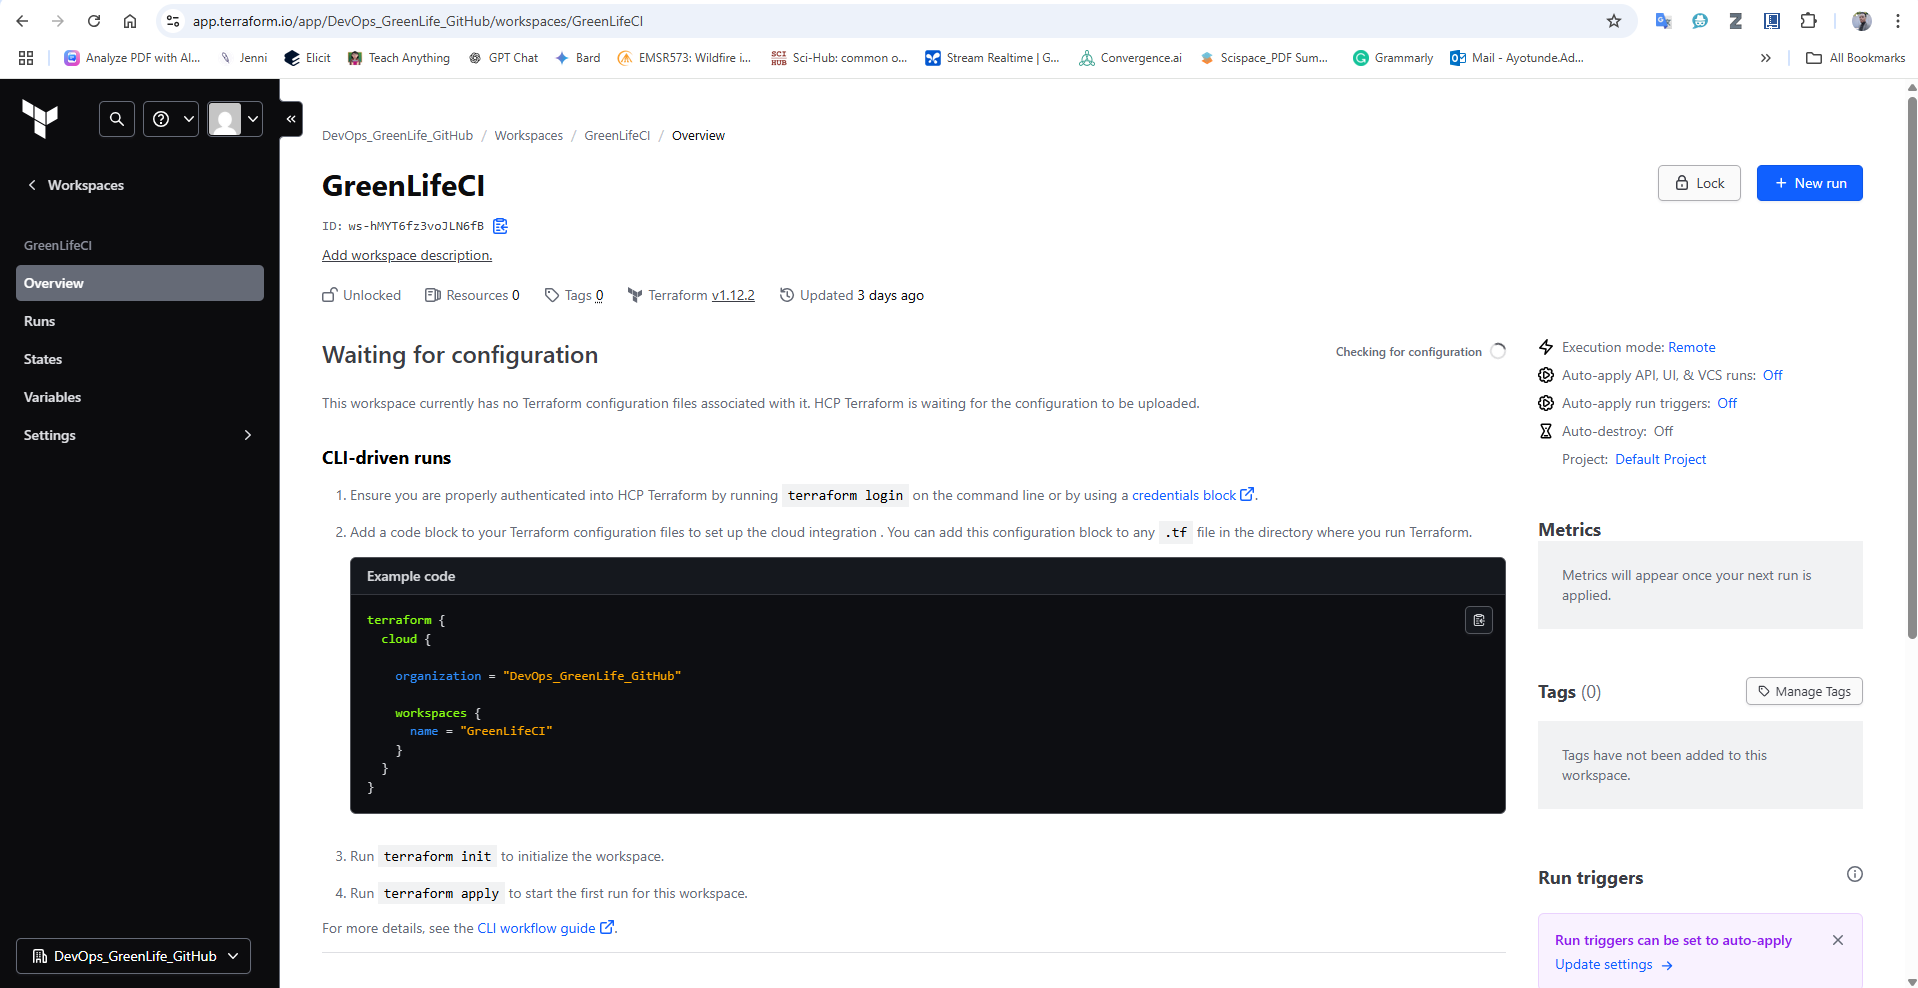 app.terraform.io/app/DevOps_GreenLife_GitHub/workspaces/GreenLifeCI
Analyze PDF with AI... Jenni Elicit Teach Anything GPT Chat Bard EMSR573: Wildfire i... SCI HUB Sci-Hub: common o... Stream Realtime | G... Convergence.ai Scispace_PDF Sum... Grammarly Mail - Ayotunde.Ad... » All Bookmarks
DevOps_GreenLife_GitHub / Workspaces / GreenLifeCI / Overview
Workspaces
GreenLifeCI
Overview
Runs
States
Variables
Settings
DevOps_GreenLife_GitHub
GreenLifeCI
Lock
+ New run
ID: ws-hMYT6fz3voJLN6fB
Add workspace description.
Unlocked Resources 0 Tags 0 Terraform v1.12.2 Updated 3 days ago
Waiting for configuration
Checking for configuration
This workspace currently has no Terraform configuration files associated with it. HCP Terraform is waiting for the configuration to be uploaded.
CLI-driven runs
1. Ensure you are properly authenticated into HCP Terraform by running terraform login on the command line or by using a credentials block.
2. Add a code block to your Terraform configuration files to set up the cloud integration . You can add this configuration block to any .tf file in the directory where you run Terraform.
Example code
terraform {
cloud {
organization = "DevOps_GreenLife_GitHub"
workspaces {
name = "GreenLifeCI"
}
}
}
3. Run terraform init to initialize the workspace.
4. Run terraform apply to start the first run for this workspace.
For more details, see the CLI workflow guide.
Execution mode: Remote
Auto-apply API, UI, & VCS runs: Off
Auto-apply run triggers: Off
Auto-destroy: Off
Project: Default Project
Metrics
Metrics will appear once your next run is
applied.
Tags (0)
Manage Tags
Tags have not been added to this
workspace.
Run triggers
Run triggers can be set to auto-apply
Update settings →